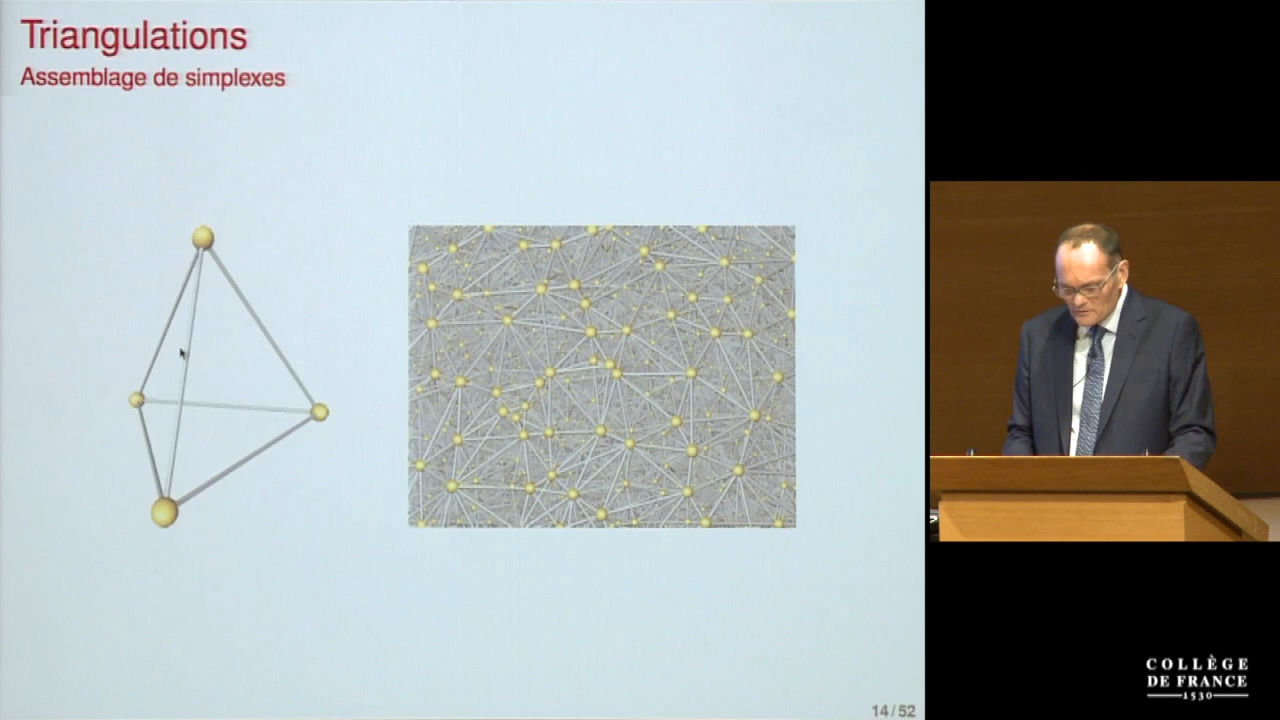 Triangulations
Assemblage de simplexes
14/52
COLLÈGE
DE FRANCE
1530